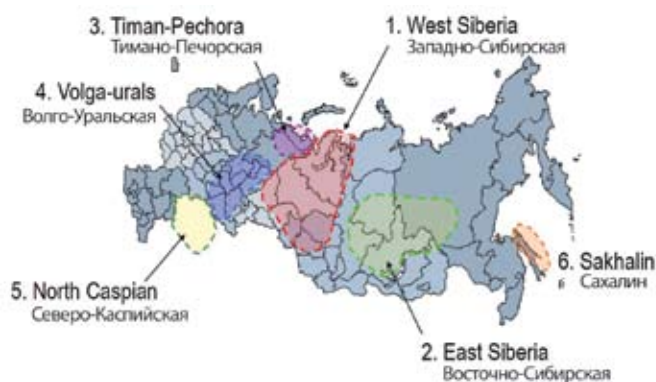 3. Timan-Pechora
Тимано-Печорская
1. West Siberia
Западно-Сибирская
4. Volga-urals
Волго-Уральская
5. North Caspian
Северо-Каспийская
6. Sakhalin
Сахалин
2. East Siberia
Восточно-Сибирская